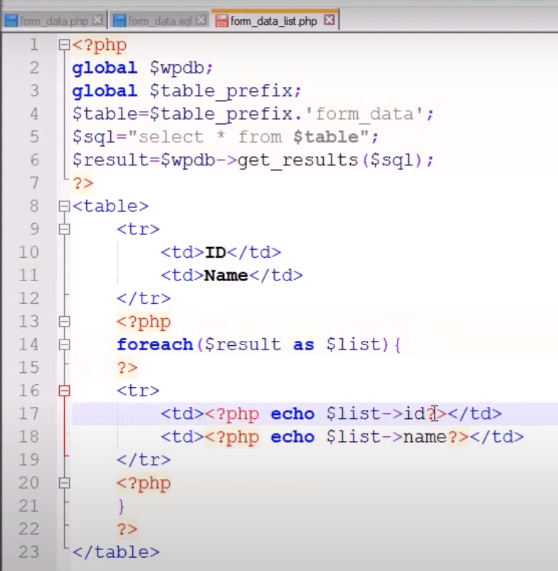 form_data.php form_data.sql form_data_list.php
1 <?php
2 global $wpdb;
3 global $table_prefix;
4 $table=$table_prefix.'form_data';
5 $sql="select * from $table";
6 $result=$wpdb->get_results($sql);
7 ?>
8 <table>
9 <tr>
10 <td>ID</td>
11 <td>Name</td>
12 </tr>
13 <?php
14 foreach($result as $list){
15 ?>
16 <tr>
17 <td><?php echo $list->id?></td>
18 <td><?php echo $list->name?></td>
19 </tr>
20 <?php
21 }
22 ?>
23 </table>